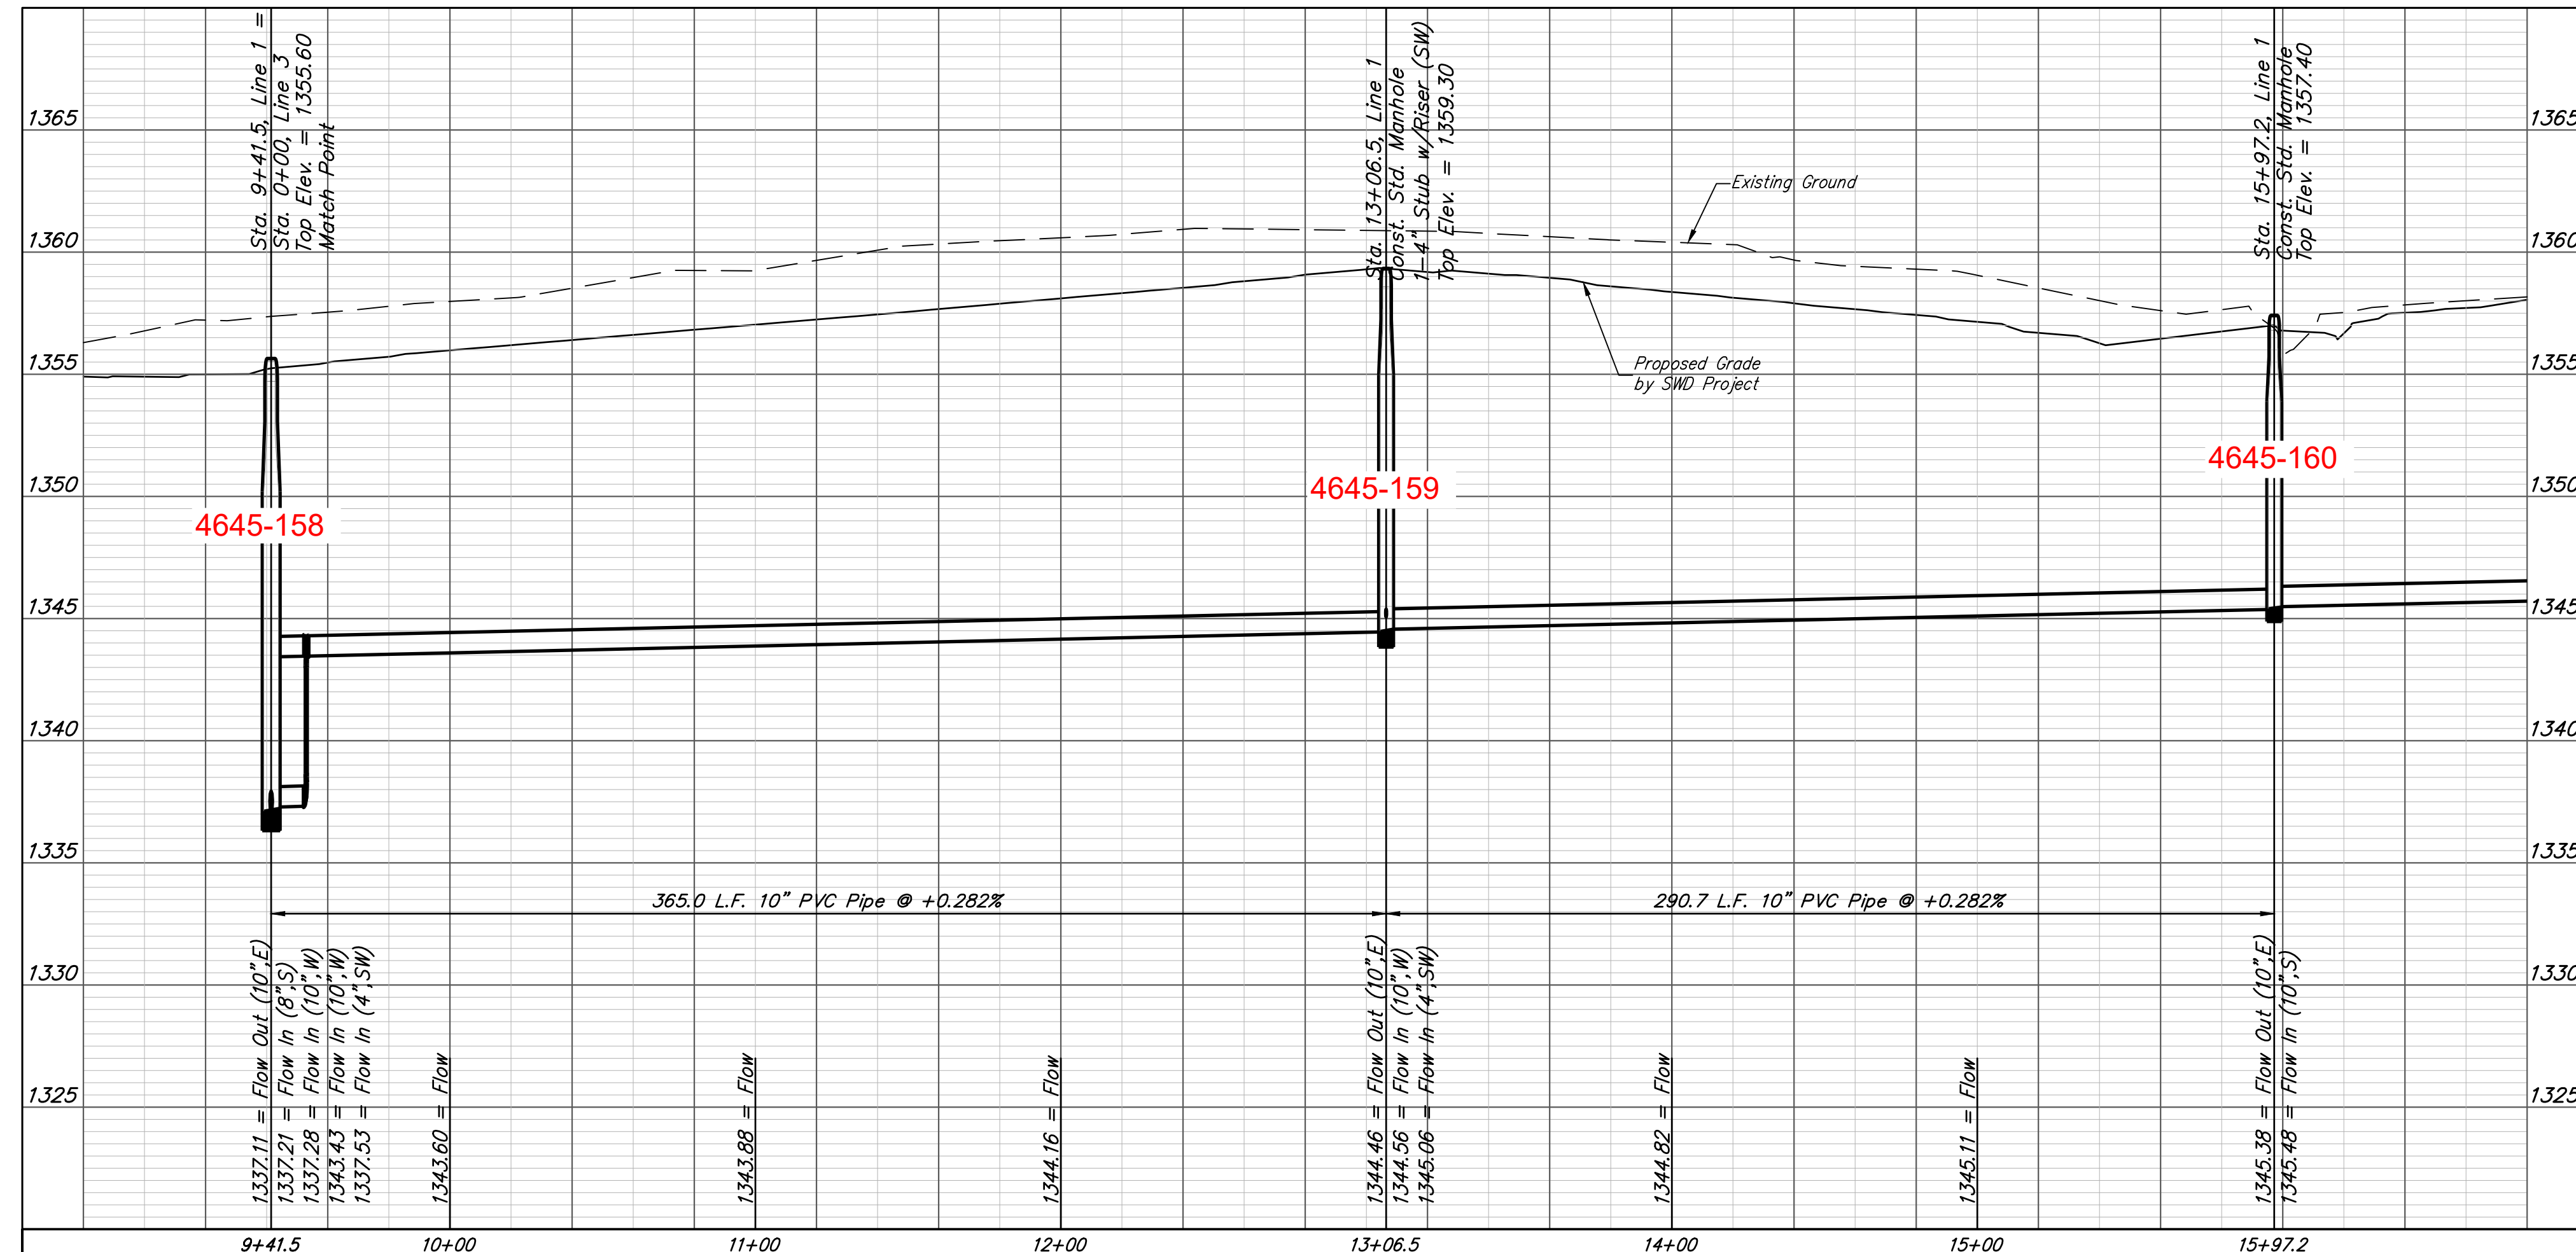 Sta. 9+41.5, Line 1 =
Sta. 0+00, Line 3
Top Elev. = 1355.60
Match Point
Sta. 13+06.5, Line 1
Const. Std. Manhole
1-4" Stub w/Riser (SW)
Top Elev. = 1359.30
Sta. 15+97.2, Line 1
Const. Std. Manhole
Top Elev. = 1357.40
1365
1365
Existing Ground
1360
1360
1355
Proposed Grade
by SWD Project
1355
1350
4645-158
4645-159
4645-160
1350
1345
1345
1340
1340
1335
1335
365.0 L.F. 10" PVC Pipe @ +0.282%
290.7 L.F. 10" PVC Pipe @ +0.282%
1330
1330
1325
1325
1337.11 = Flow Out (10",E)
1337.21 = Flow In (8",S)
1337.28 = Flow In (10",W)
1343.43 = Flow In (10",W)
1337.53 = Flow In (4",SW)
1343.60 = Flow
1343.88 = Flow
1344.16 = Flow
1344.46 = Flow Out (10",E)
1344.56 = Flow In (10",W)
1345.06 = Flow In (4",SW)
1344.82 = Flow
1345.11 = Flow
1345.38 = Flow Out (10",E)
1345.48 = Flow In (10",S)
9+41.5
10+00
11+00
12+00
13+06.5
14+00
15+00
15+97.2